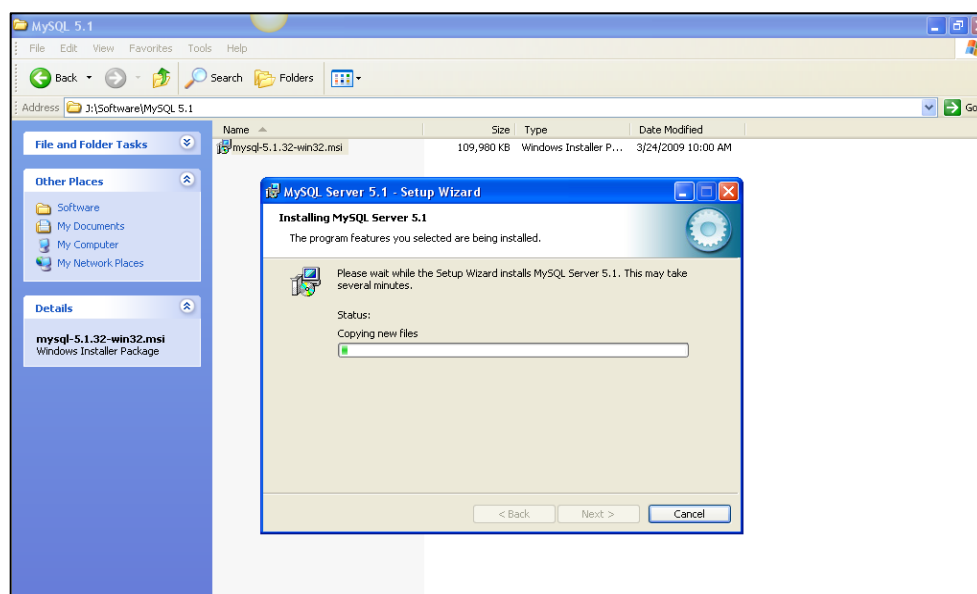 MySQL 5.1
File Edit View Favorites Tools Help
Back Search Folders
Address J:\Software\MySQL 5.1 Go
Name Size Type Date Modified
mysql-5.1.32-win32.msi 109,980 KB Windows Installer P... 3/24/2009 10:00 AM
File and Folder Tasks
Other Places
Software
My Documents
My Computer
My Network Places
Details
mysql-5.1.32-win32.msi
Windows Installer Package
MySQL Server 5.1 - Setup Wizard
Installing MySQL Server 5.1
The program features you selected are being installed.
Please wait while the Setup Wizard installs MySQL Server 5.1. This may take
several minutes.
Status:
Copying new files
< Back Next > Cancel